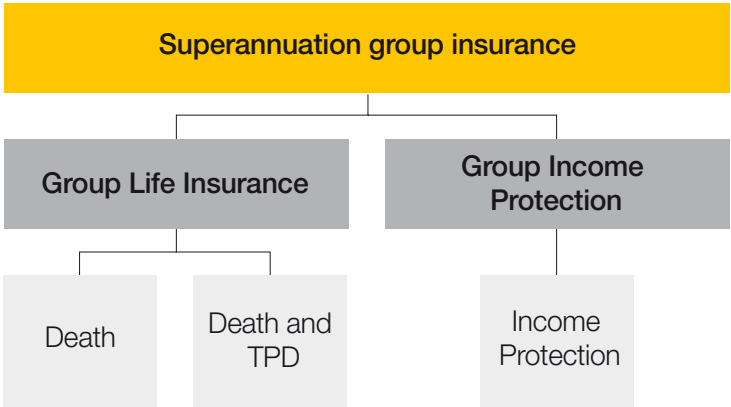 Superannuation group insurance
Group Life Insurance
Group Income
Protection
Death
Death and
TPD
Income
Protection